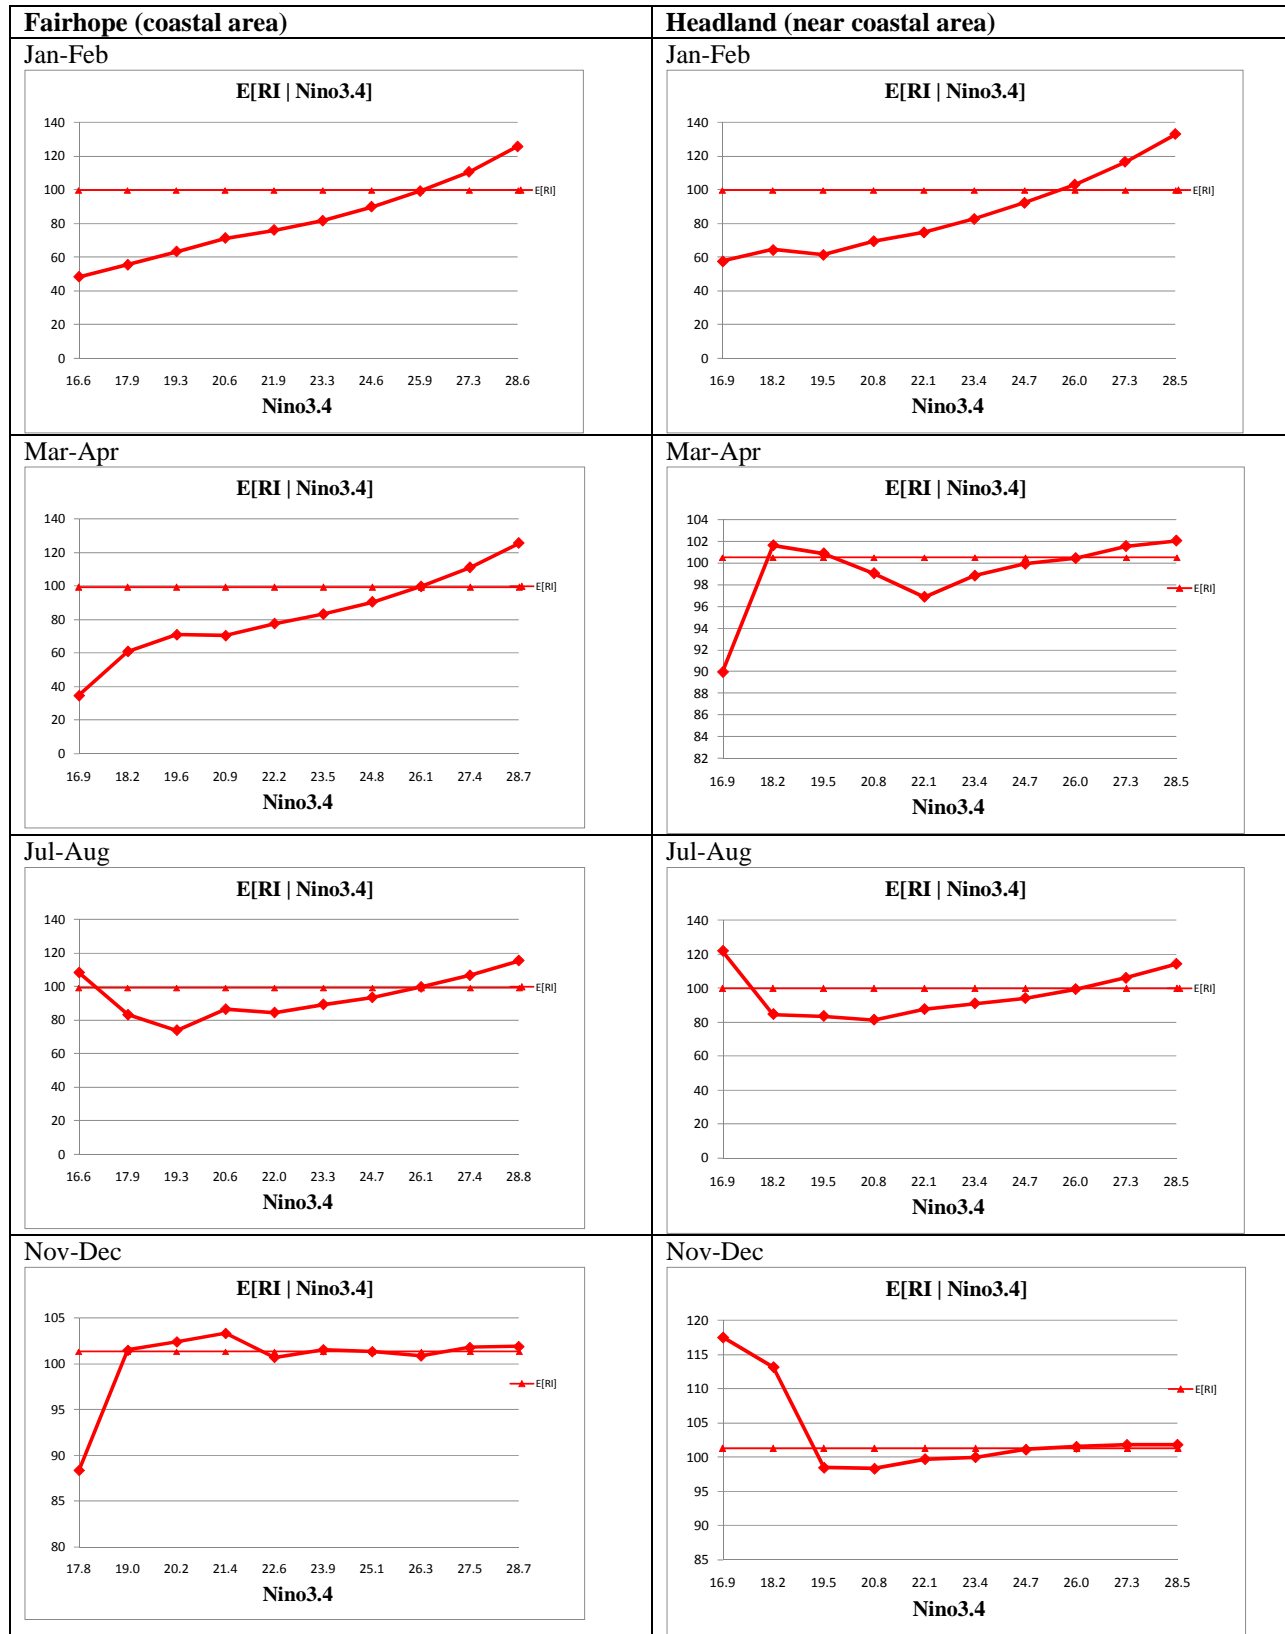 Fairhope (coastal area)
Headland (near coastal area)
Jan-Feb
E[RI | Nino3.4]
140
120
100
80
60
40
20
0
E[RI]
16.6 17.9 19.3 20.6 21.9 23.3 24.6 25.9 27.3 28.6
Nino3.4
Jan-Feb
E[RI | Nino3.4]
140
120
100
80
60
40
20
0
E[RI]
16.9 18.2 19.5 20.8 22.1 23.4 24.7 26.0 27.3 28.5
Nino3.4
Mar-Apr
E[RI | Nino3.4]
140
120
100
80
60
40
20
0
E[RI]
16.9 18.2 19.6 20.9 22.2 23.5 24.8 26.1 27.4 28.7
Nino3.4
Mar-Apr
E[RI | Nino3.4]
104
102
100
98
96
94
92
90
88
86
84
82
E[RI]
16.9 18.2 19.5 20.8 22.1 23.4 24.7 26.0 27.3 28.5
Nino3.4
Jul-Aug
E[RI | Nino3.4]
140
120
100
80
60
40
20
0
E[RI]
16.6 17.9 19.3 20.6 22.0 23.3 24.7 26.1 27.4 28.8
Nino3.4
Jul-Aug
E[RI | Nino3.4]
140
120
100
80
60
40
20
0
E[RI]
16.9 18.2 19.5 20.8 22.1 23.4 24.7 26.0 27.3 28.5
Nino3.4
Nov-Dec
E[RI | Nino3.4]
105
100
95
90
85
80
E[RI]
17.8 19.0 20.2 21.4 22.6 23.9 25.1 26.3 27.5 28.7
Nino3.4
Nov-Dec
E[RI | Nino3.4]
120
115
110
105
100
95
90
85
E[RI]
16.9 18.2 19.5 20.8 22.1 23.4 24.7 26.0 27.3 28.5
Nino3.4